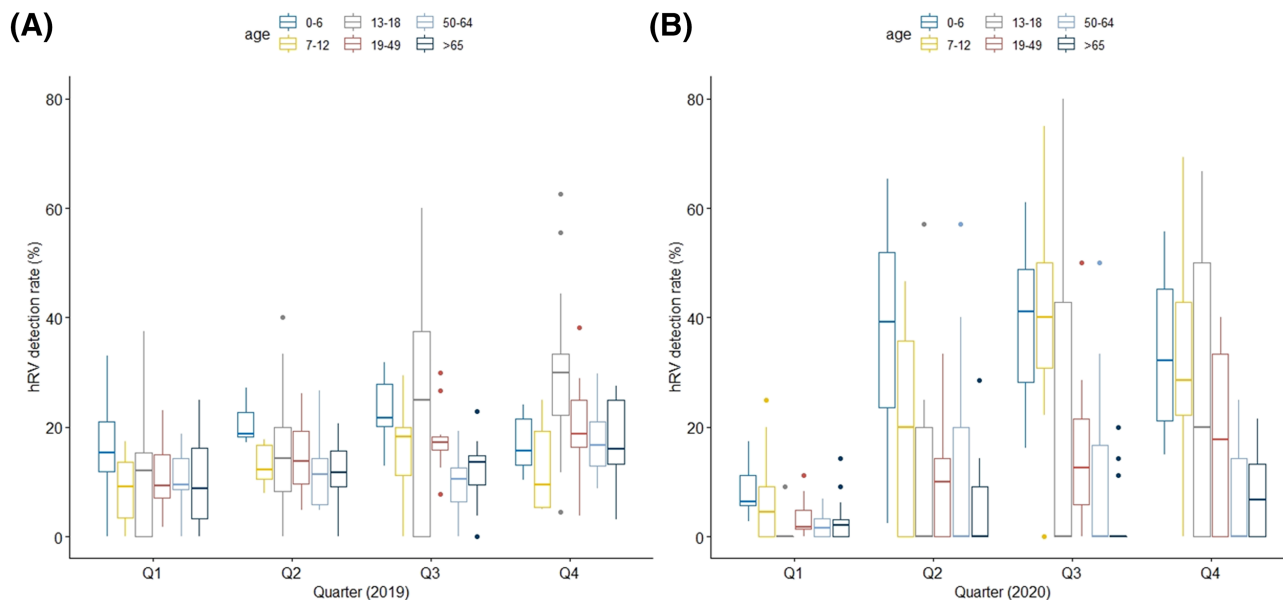 (A)
age
0-6
13-18
50-64
7-12
19-49
>65
80
60
40
20
0
hRV detection rate (%)
Q1
Q2
Q3
Q4
Quarter (2019)
(B)
age
0-6
13-18
50-64
7-12
19-49
>65
80
60
40
20
0
hRV detection rate (%)
Q1
Q2
Q3
Q4
Quarter (2020)